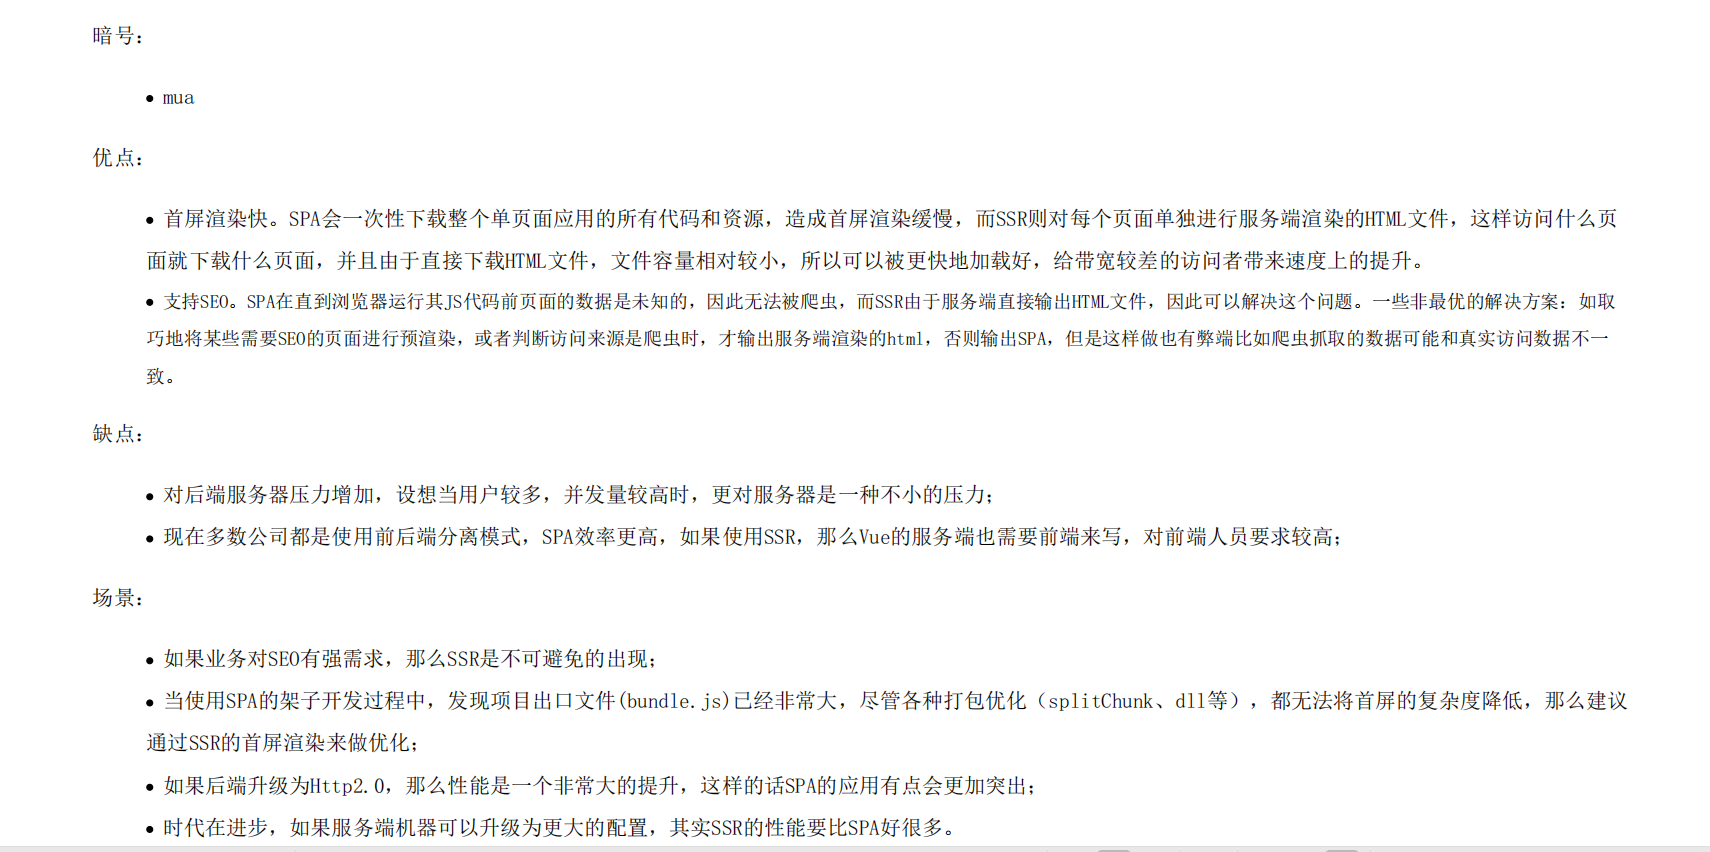 暗号：
• mua
优点：
• 首屏渲染快。SPA会一次性下载整个单页面应用的所有代码和资源，造成首屏渲染缓慢，而SSR则对每个页面单独进行服务端渲染的HTML文件，这样访问什么页
面就下载什么页面，并且由于直接下载HTML文件，文件容量相对较小，所以可以被更快地加载好，给带宽较差的访问者带来速度上的提升。
• 支持SEO。SPA在直到浏览器运行其JS代码前页面的数据是未知的，因此无法被爬虫，而SSR由于服务端直接输出HTML文件，因此可以解决这个问题。一些非最优的解决方案：如取
巧地将某些需要SEO的页面进行预渲染，或者判断访问来源是爬虫时，才输出服务端渲染的html，否则输出SPA，但是这样做也有弊端比如爬虫抓取的数据可能和真实访问数据不一
致。
缺点：
• 对后端服务器压力增加，设想当用户较多，并发量较高时，更对服务器是一种不小的压力；
• 现在多数公司都是使用前后端分离模式，SPA效率更高，如果使用SSR，那么Vue的服务端也需要前端来写，对前端人员要求较高；
场景：
• 如果业务对SEO有强需求，那么SSR是不可避免的出现；
• 当使用SPA的架子开发过程中，发现项目出口文件(bundle.js)已经非常大，尽管各种打包优化（splitChunk、dll等），都无法将首屏的复杂度降低，那么建议
通过SSR的首屏渲染来做优化；
• 如果后端升级为Http2.0，那么性能是一个非常大的提升，这样的话SPA的应用有点会更加突出；
• 时代在进步，如果服务端机器可以升级为更大的配置，其实SSR的性能要比SPA好很多。